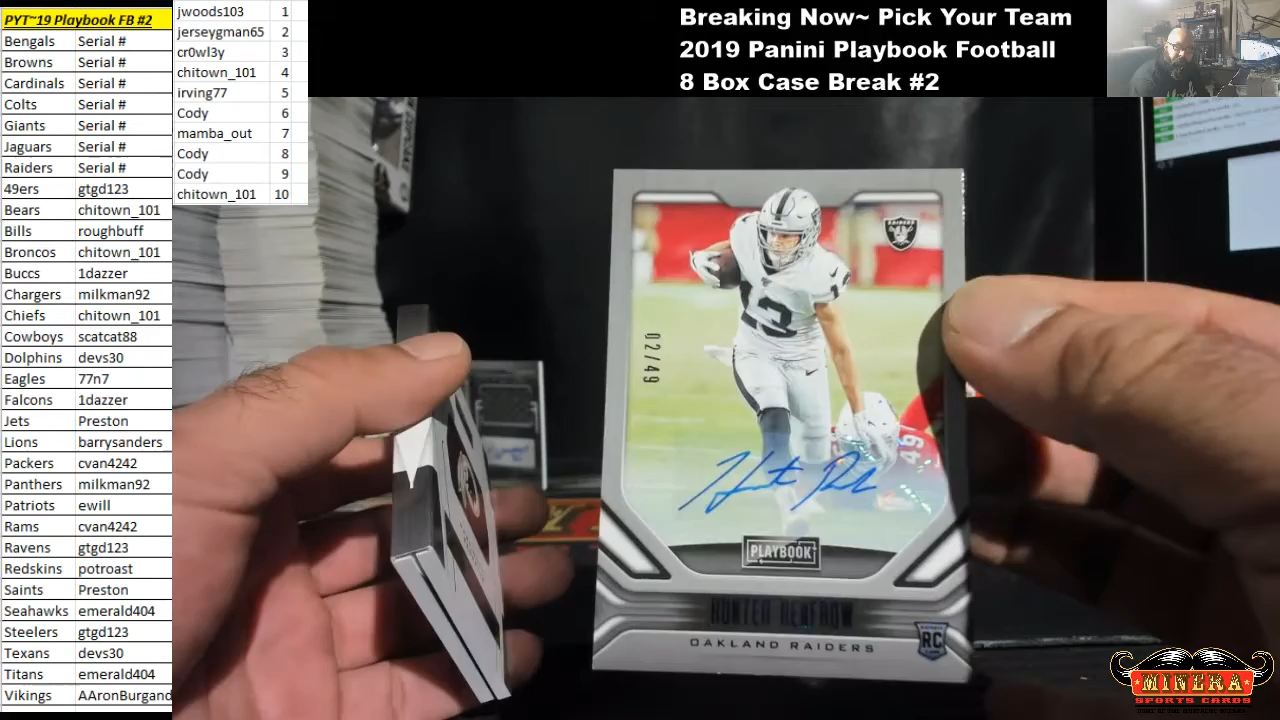 PYT~19 Playbook FB #2
Bengals Serial #
Browns Serial #
Cardinals Serial #
Colts Serial #
Giants Serial #
Jaguars Serial #
Raiders Serial #
49ers gtgd123
Bears chitown_101
Bills roughbuff
Broncos chitown_101
Buccs 1dazzer
Chargers milkman92
Chiefs chitown_101
Cowboys scatcat88
Dolphins devs30
Eagles 77n7
Falcons 1dazzer
Jets Preston
Lions barrysanders
Packers cvan4242
Panthers milkman92
Patriots ewill
Rams cvan4242
Ravens gtgd123
Redskins potroast
Saints Preston
Seahawks emerald404
Steelers gtgd123
Texans devs30
Titans emerald404
Vikings AAronBurgand
jwoods103 1
jerseygman65 2
cr0wl3y 3
chitown_101 4
irving77 5
Cody 6
mamba_out 7
Cody 8
Cody 9
chitown_101 10
Breaking Now~ Pick Your Team
2019 Panini Playbook Football
8 Box Case Break #2
RAIDERS
13
02/49
49
PLAYBOOK
HUNTER RENFROW
OAKLAND RAIDERS
RC
MINERA
SPORTS CARDS